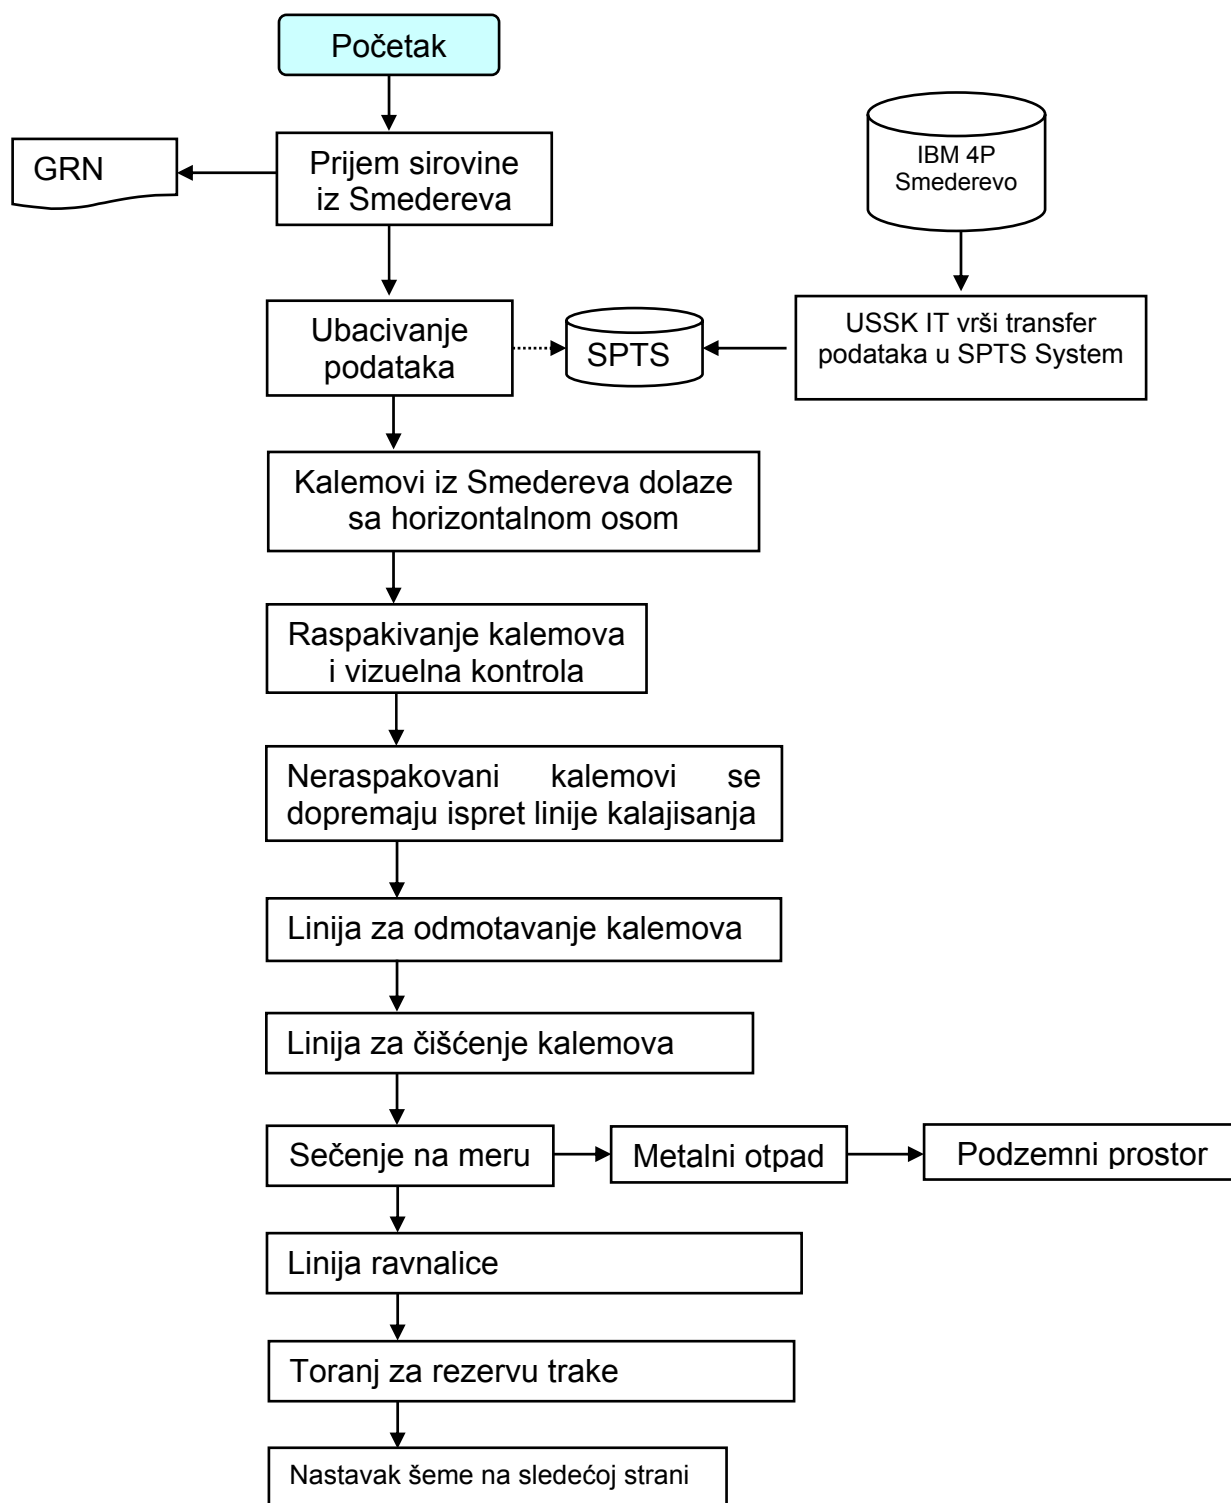 Početak
GRN
Prijem sirovine
iz Smedereva
IBM 4P
Smederevo
Ubacivanje
podataka
SPTS
USSK IT vrši transfer
podataka u SPTS System
Kalemovi iz Smedereva dolaze
sa horizontalnom osom
Raspakivanje kalemova
i vizuelna kontrola
Neraspakovani kalemovi se
dopremaju ispret linije kalajisanja
Linija za odmotavanje kalemova
Linija za čišćenje kalemova
Sečenje na meru
Metalni otpad
Podzemni prostor
Linija ravnalice
Toranj za rezervu trake
Nastavak šeme na sledećoj strani